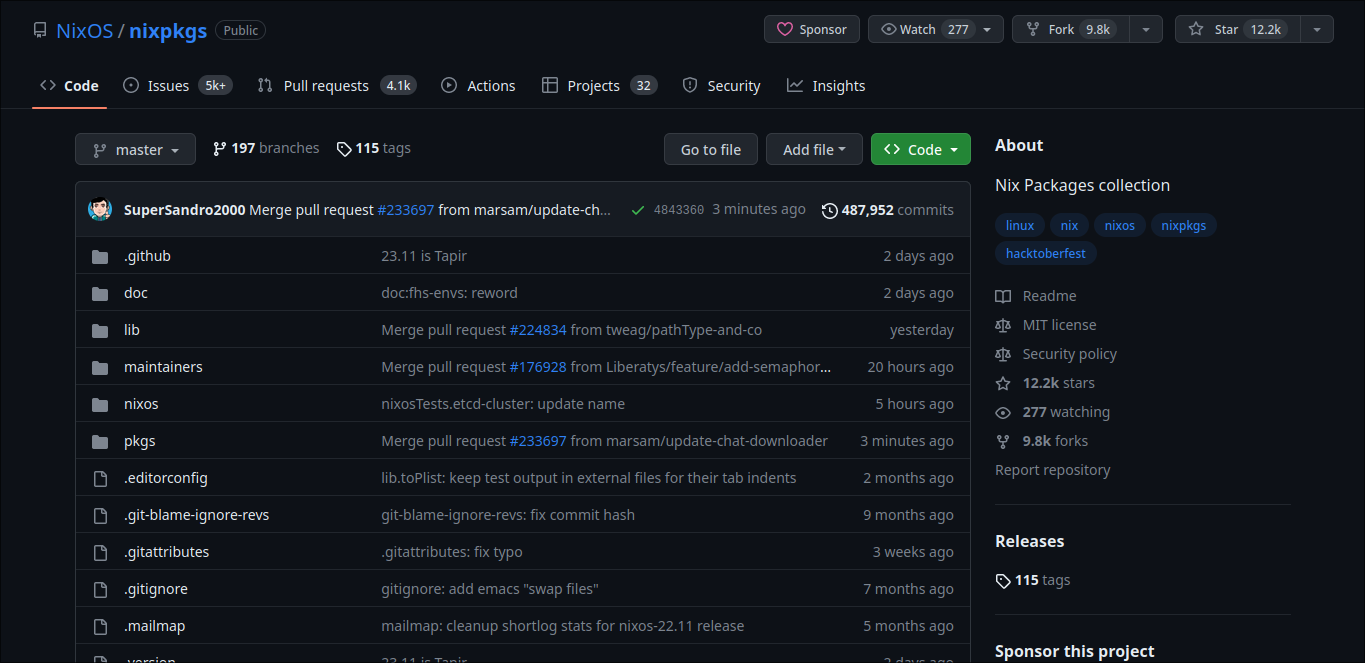 NixOS / nixpkgs Public Sponsor Watch 277 Fork 9.8k Star 12.2k
Code Issues 5k+ Pull requests 4.1k Actions Projects 32 Security Insights
master 197 branches 115 tags Go to file Add file Code
SuperSandro2000 Merge pull request #233697 from marsam/update-ch... 4843360 3 minutes ago 487,952 commits
.github 23.11 is Tapir 2 days ago
doc doc:fhs-envs: reword 2 days ago
lib Merge pull request #224834 from tweag/pathType-and-co yesterday
maintainers Merge pull request #176928 from Liberatys/feature/add-semaphor... 20 hours ago
nixos nixosTests.etcd-cluster: update name 5 hours ago
pkgs Merge pull request #233697 from marsam/update-chat-downloader 3 minutes ago
.editorconfig lib.toPlist: keep test output in external files for their tab indents 2 months ago
.git-blame-ignore-revs git-blame-ignore-revs: fix commit hash 9 months ago
.gitattributes .gitattributes: fix typo 3 weeks ago
.gitignore gitignore: add emacs "swap files" 7 months ago
.mailmap mailmap: cleanup shortlog stats for nixos-22.11 release 5 months ago
.version 23.11 is Tapir 2 days ago
About
Nix Packages collection
linux nix nixos nixpkgs
hacktoberfest
Readme
MIT license
Security policy
12.2k stars
277 watching
9.8k forks
Report repository
Releases
115 tags
Sponsor this project